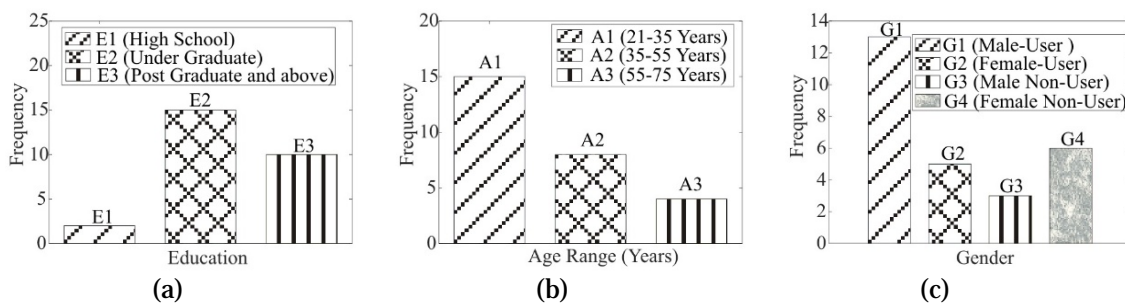 25
20
15
10
5
0
Frequency
E1 (High School)
E2 (Under Graduate)
E3 (Post Graduate and above)
E1
E2
E3
Education
(a)
20
15
10
5
0
Frequency
A1 (21-35 Years)
A2 (35-55 Years)
A3 (55-75 Years)
A1
A2
A3
Age Range (Years)
(b)
14
12
10
8
6
4
2
0
Frequency
G1 (Male-User )
G2 (Female-User)
G3 (Male Non-User)
G4 (Female Non-User)
G1
G2
G3
G4
Gender
(c)